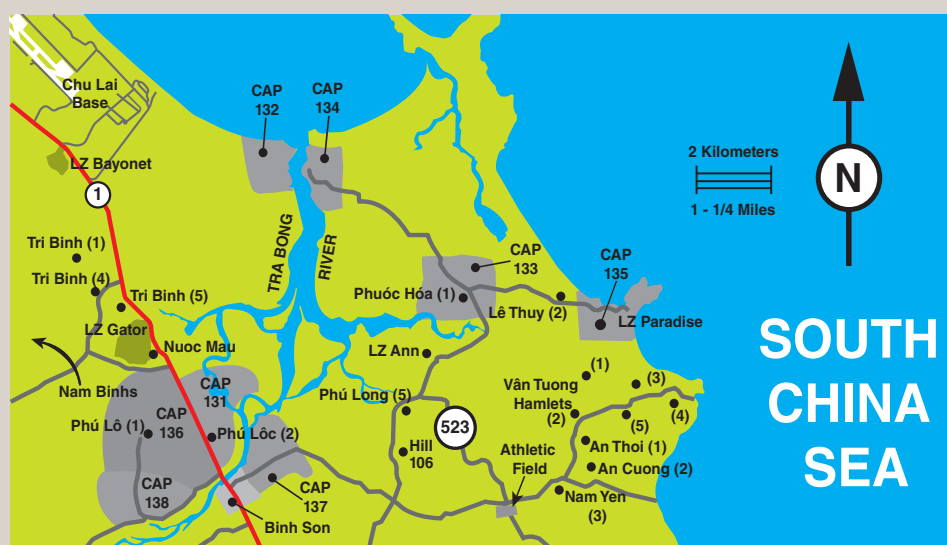 Chu Lai
Base
LZ Bayonet
1
CAP
132
CAP
134
2 Kilometers
1 - 1/4 Miles
N
TRA BONG
RIVER
Tri Binh (1)
Tri Binh (4)
Tri Binh (5)
LZ Gator
Nuoc Mau
Nam Binhs
CAP
133
CAP
135
Phuóc Hóa (1)
Lê Thuy (2)
LZ Paradise
LZ Ann
SOUTH
CHINA
SEA
CAP
131
Phú Long (5)
Vân Tuong
Hamlets
(1)
(2)
(3)
(4)
(5)
Phú Lô (1)
CAP
136
Phú Lôc (2)
523
Hill
106
Athletic
Field
An Thoi (1)
An Cuong (2)
Nam Yen
(3)
CAP
138
CAP
137
Binh Son